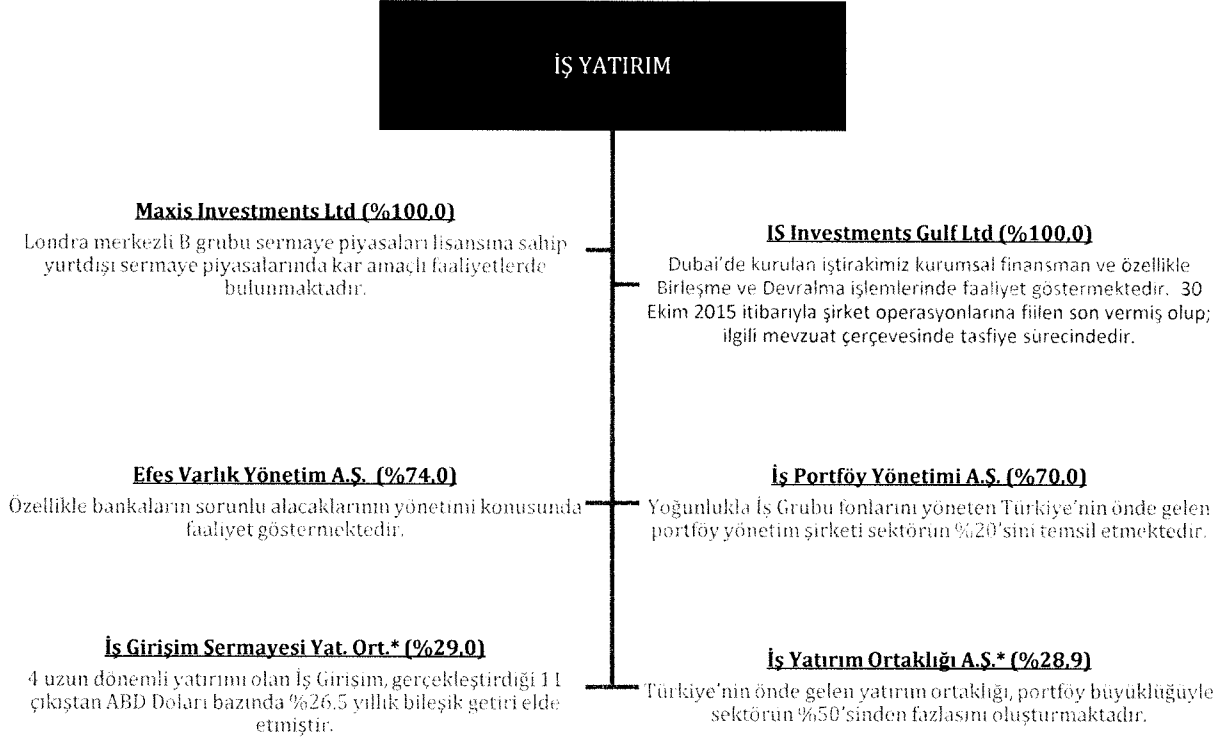 İŞ YATIRIM
Maxis Investments Ltd (%100,0)
Londra merkezli B grubu sermaye piyasaları lisansına sahip
yurtdışı sermaye piyasalarında kar amaçlı faaliyetlerde
bulunmaktadır.
IS Investments Gulf Ltd (%100,0)
Dubai'de kurulan iştirakimiz kurumsal finansman ve özellikle
Birleşme ve Devralma işlemlerinde faaliyet göstermektedir. 30
Ekim 2015 itibarıyla şirket operasyonlarına fiilen son vermiş olup;
ilgili mevzuat çerçevesinde tasfiye sürecindedir.
Efes Varlık Yönetim A.Ş. (%74,0)
Özellikle bankaların sorunlu alacaklarının yönetimi konusunda
faaliyet göstermektedir.
İş Portföy Yönetimi A.Ş. (%70,0)
Yoğunlukla İş Grubu fonlarını yöneten Türkiye'nin önde gelen
portföy yönetim şirketi sektörün %20'sini temsil etmektedir.
İş Girişim Sermayesi Yat. Ort.* (%29,0)
4 uzun dönemli yatırımı olan İş Girişim, gerçekleştirdiği 11
çıkıştan ABD Doları bazında %26.5 yıllık bileşik getiri elde
etmiştir.
İş Yatırım Ortaklığı A.Ş.* (%28,9)
Türkiye'nin önde gelen yatırım ortaklığı, portföy büyüklüğüyle
sektörün %50'sinden fazlasını oluşturmaktadır.